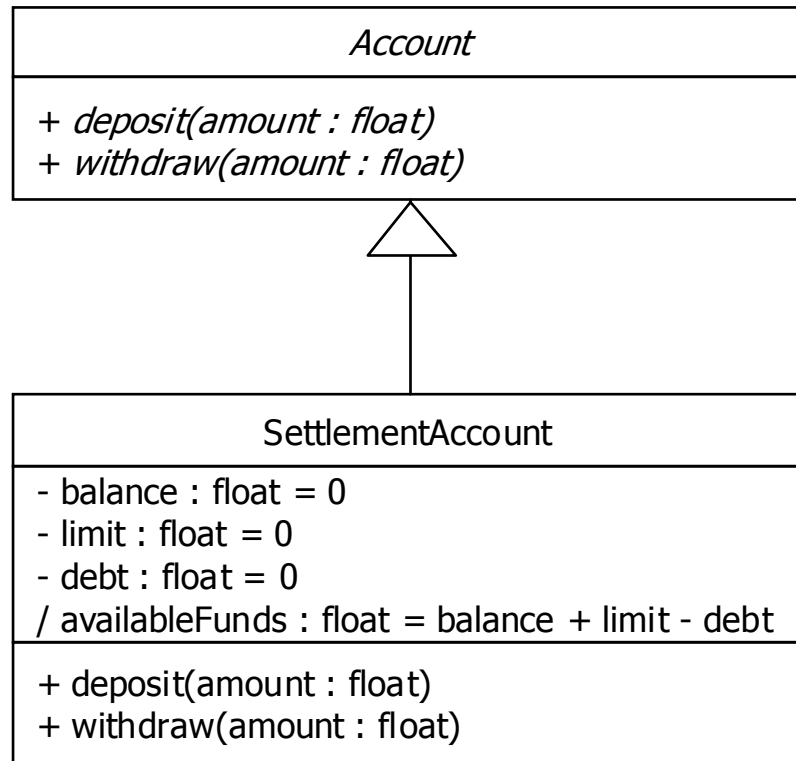 Account
+ deposit(amount : float)
+ withdraw(amount : float)
SettlementAccount
- balance : float = 0
- limit : float = 0
- debt : float = 0
/ availableFunds : float = balance + limit - debt
+ deposit(amount : float)
+ withdraw(amount : float)